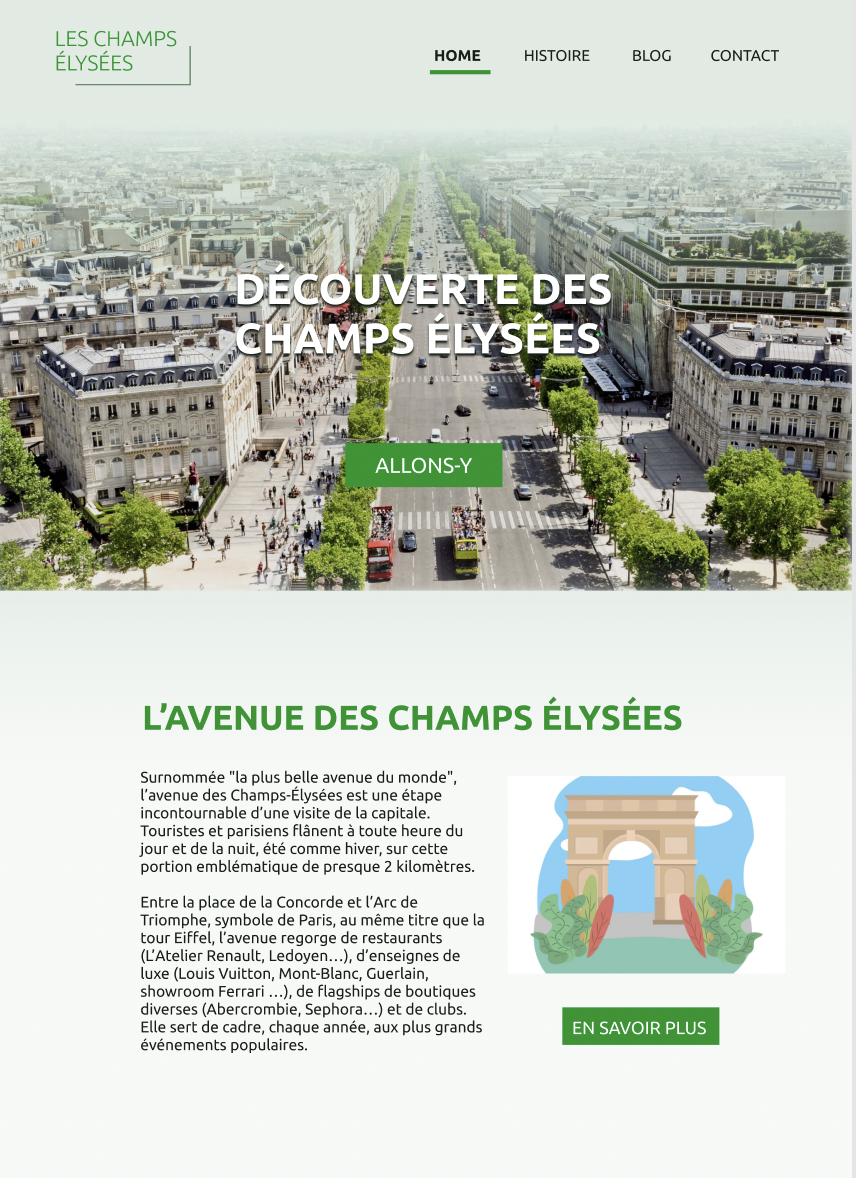 LES CHAMPS
ÉLYSÉES
HOME HISTOIRE BLOG CONTACT
DÉCOUVERTE DES
CHAMPS ÉLYSÉES
ALLONS-Y
L’AVENUE DES CHAMPS ÉLYSÉES
Surnommée "la plus belle avenue du monde",
l’avenue des Champs-Élysées est une étape
incontournable d’une visite de la capitale.
Touristes et parisiens flânent à toute heure du
jour et de la nuit, été comme hiver, sur cette
portion emblématique de presque 2 kilomètres.
Entre la place de la Concorde et l’Arc de
Triomphe, symbole de Paris, au même titre que la
tour Eiffel, l’avenue regorge de restaurants
(L’Atelier Renault, Ledoyen…), d’enseignes de
luxe (Louis Vuitton, Mont-Blanc, Guerlain,
showroom Ferrari …), de flagships de boutiques
diverses (Abercrombie, Sephora…) et de clubs.
Elle sert de cadre, chaque année, aux plus grands
événements populaires.
EN SAVOIR PLUS